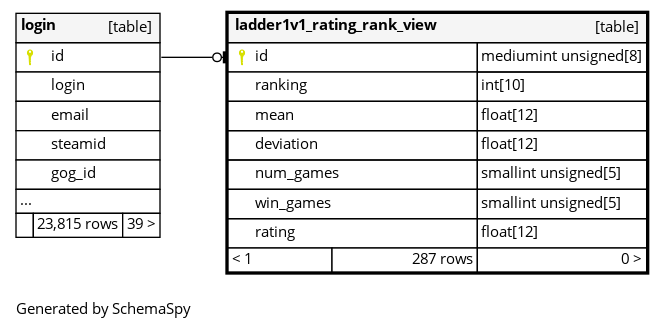 login [table]
id
login
email
steamid
gog_id
...
23,815 rows 39 >
ladder1v1_rating_rank_view [table]
id mediumint unsigned[8]
ranking int[10]
mean float[12]
deviation float[12]
num_games smallint unsigned[5]
win_games smallint unsigned[5]
rating float[12]
< 1 287 rows 0 >
Generated by SchemaSpy